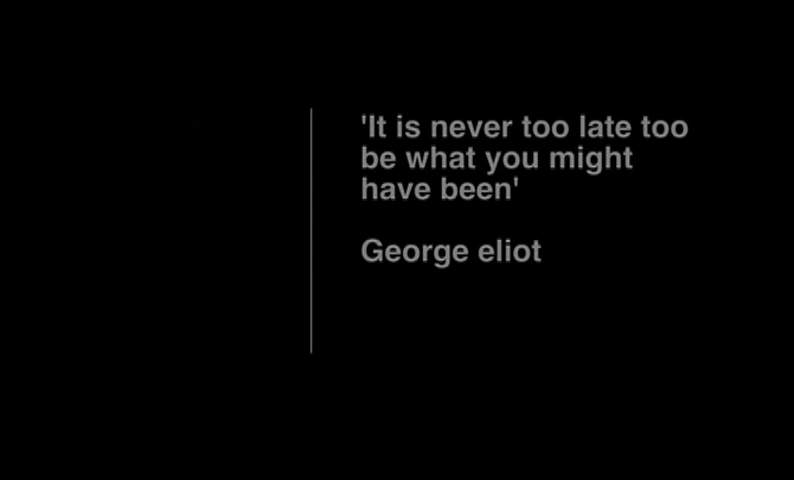 'It is never too late too
be what you might
have been'
George eliot